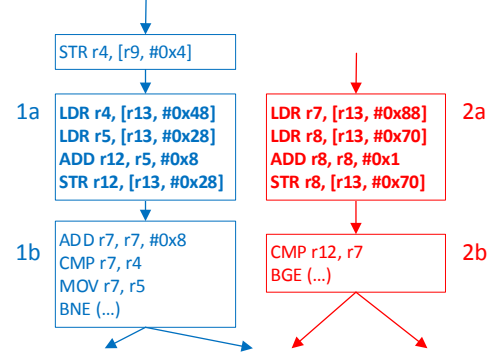 STR r4, [r9, #0x4]
1a
LDR r4, [r13, #0x48]
LDR r5, [r13, #0x28]
ADD r12, r5, #0x8
STR r12, [r13, #0x28]
1b
ADD r7, r7, #0x8
CMP r7, r4
MOV r7, r5
BNE (...)
LDR r7, [r13, #0x88]
LDR r8, [r13, #0x70]
ADD r8, r8, #0x1
STR r8, [r13, #0x70]
2a
CMP r12, r7
BGE (...)
2b